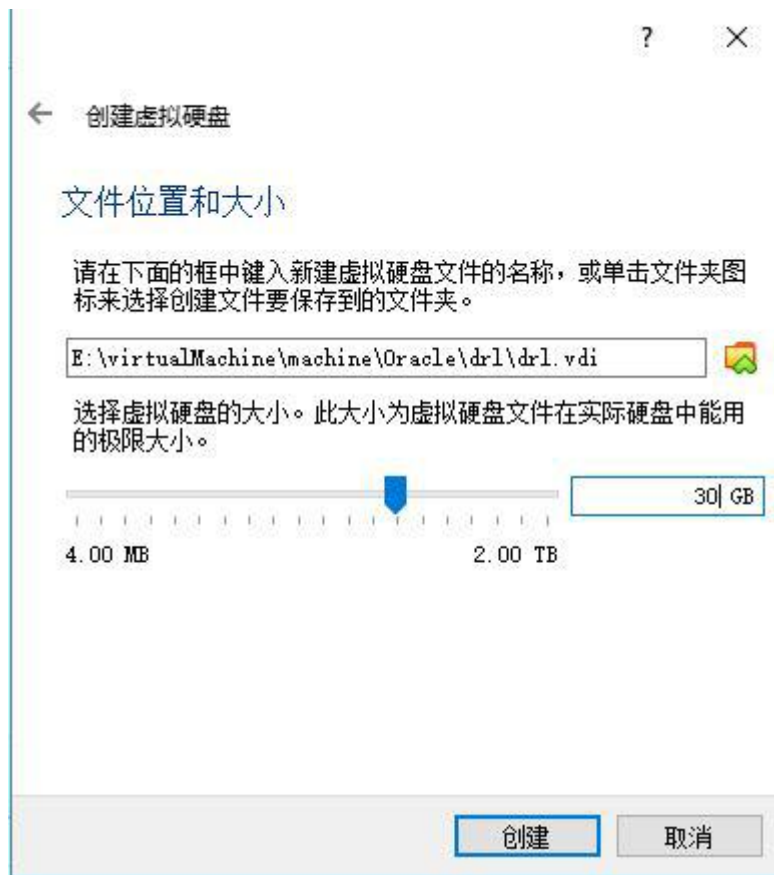 ?
创建虚拟硬盘
文件位置和大小
请在下面的框中键入新建虚拟硬盘文件的名称，或单击文件夹图
标来选择创建文件要保存到的文件夹。
E:\virtualMachine\machine\Oracle\drl\drl.vdi
选择虚拟硬盘的大小。此大小为虚拟硬盘文件在实际硬盘中能用
的极限大小。
30 GB
4.00 MB 2.00 TB
创建 取消